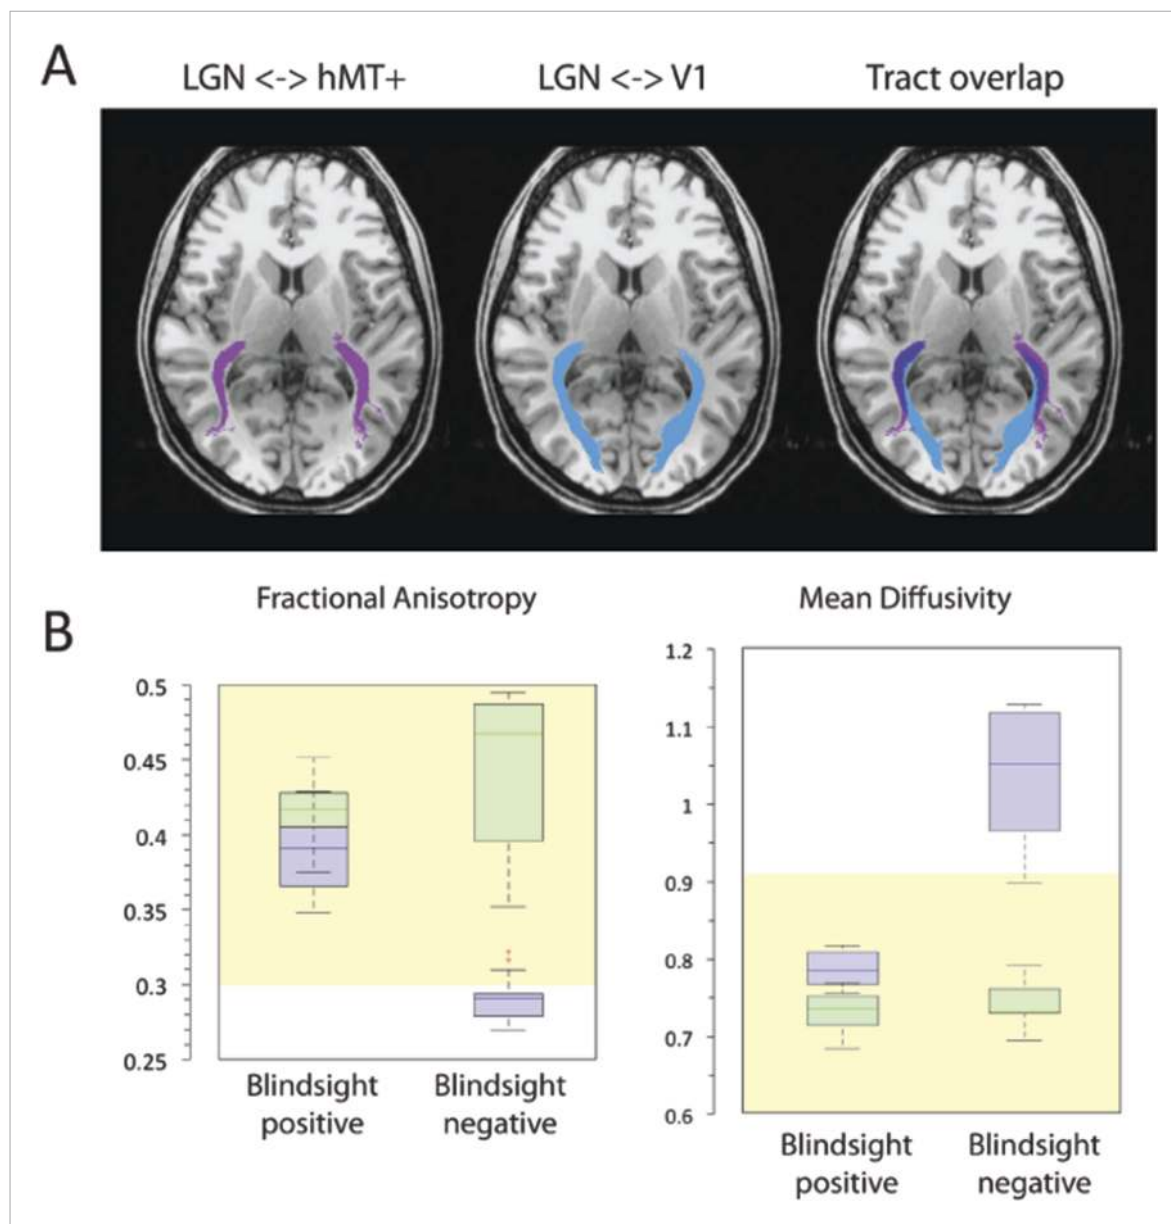 A
LGN <-> hMT+
LGN <-> V1
Tract overlap
B
Fractional Anisotropy
0.5
0.45
0.4
0.35
0.3
0.25
Blindsight
positive
Blindsight
negative
Mean Diffusivity
1.2
1.1
1
0.9
0.8
0.7
0.6
Blindsight
positive
Blindsight
negative